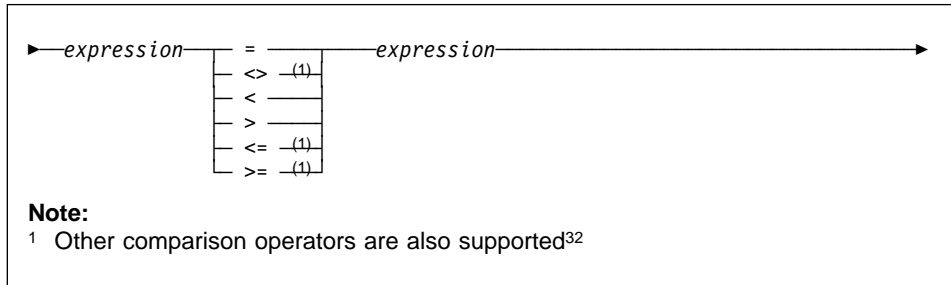 expression = expression
<> (1)
<
>
<= (1)
>= (1)
Note:
1 Other comparison operators are also supported32